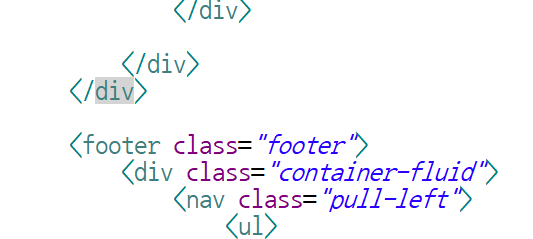 </div>
</div>
</div>
<footer class="footer">
<div class="container-fluid">
<nav class="pull-left">
<ul>